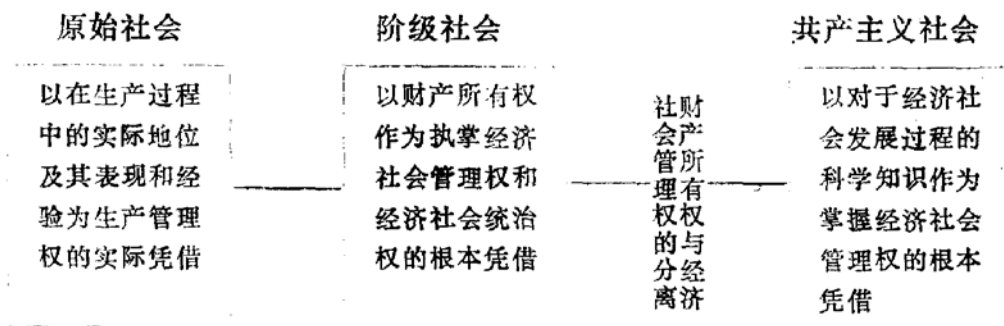 原始社会
阶级社会
共产主义社会
以在生产过程
中的实际地位
及其表现和经
验为生产管理
权的实际凭借
以财产所有权
作为执掌经济
社会管理权和
经济社会统治
权的根本凭借
财产所有权与经济
社会管理权的分离
以对于经济社
会发展过程的
科学知识作为
掌握经济社会
管理权的根本
凭借